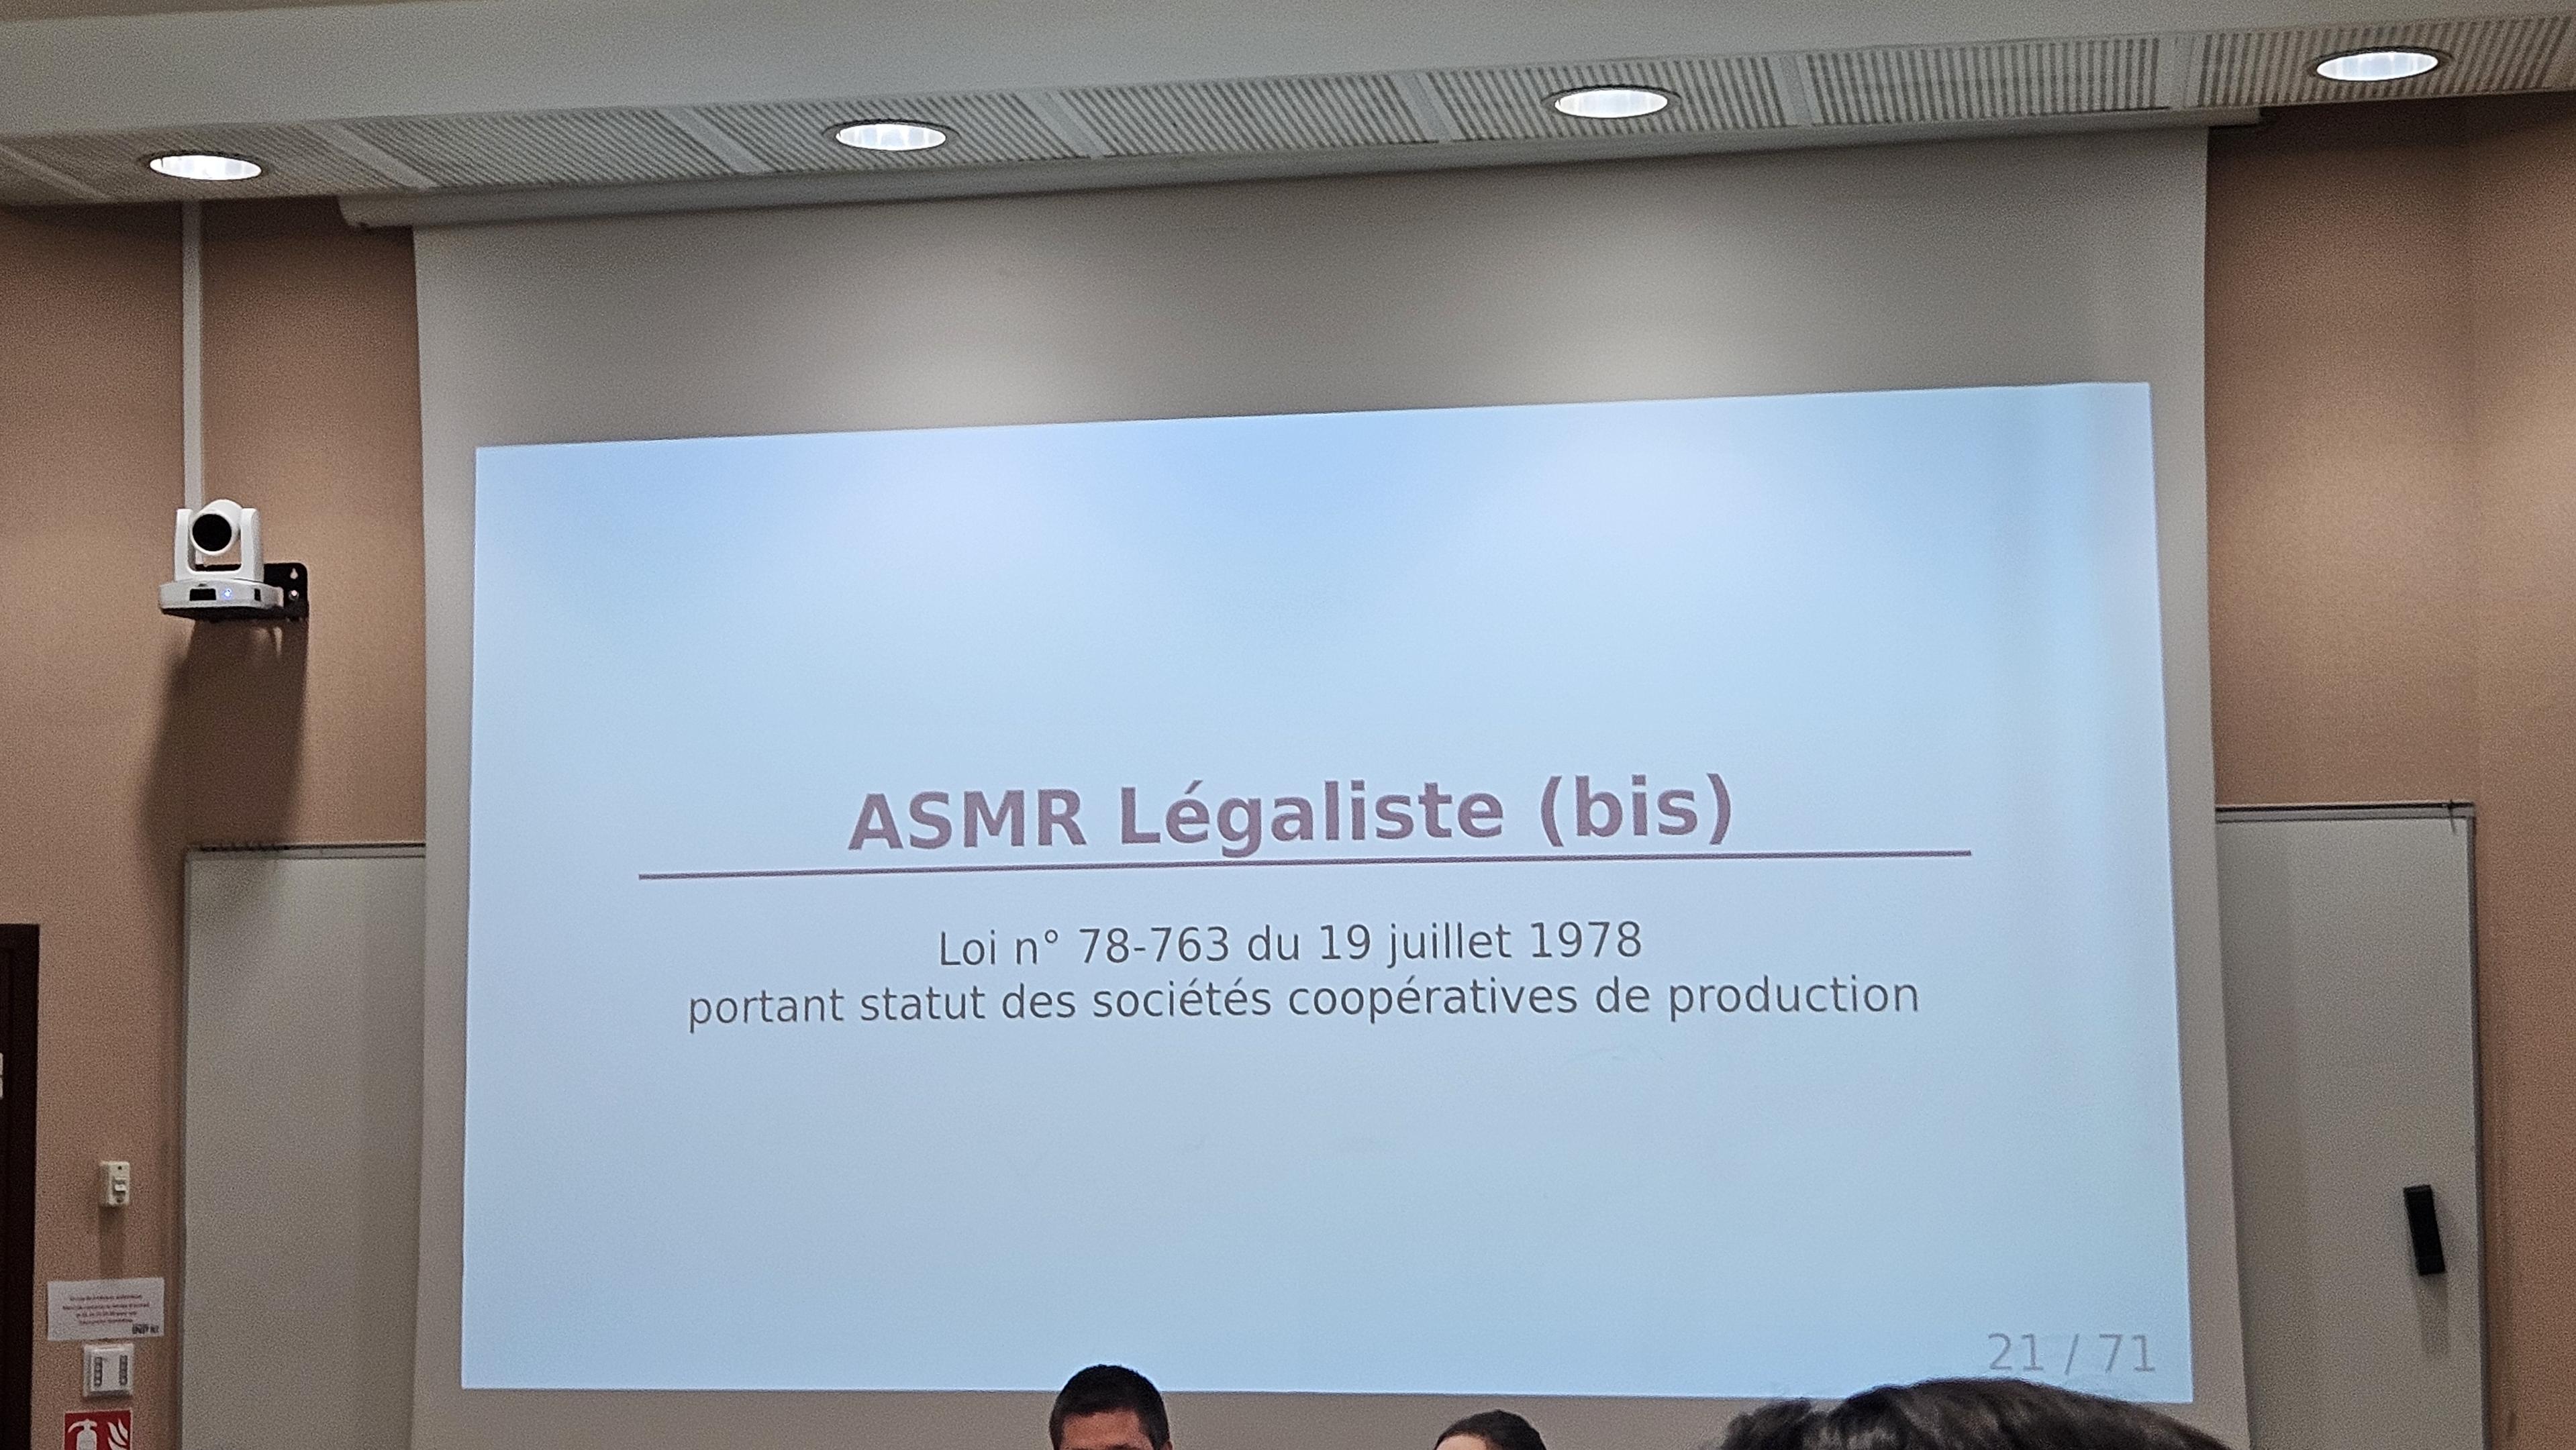 ASMR Légaliste (bis)
Loi n° 78-763 du 19 juillet 1978
portant statut des sociétés coopératives de production
21 / 71